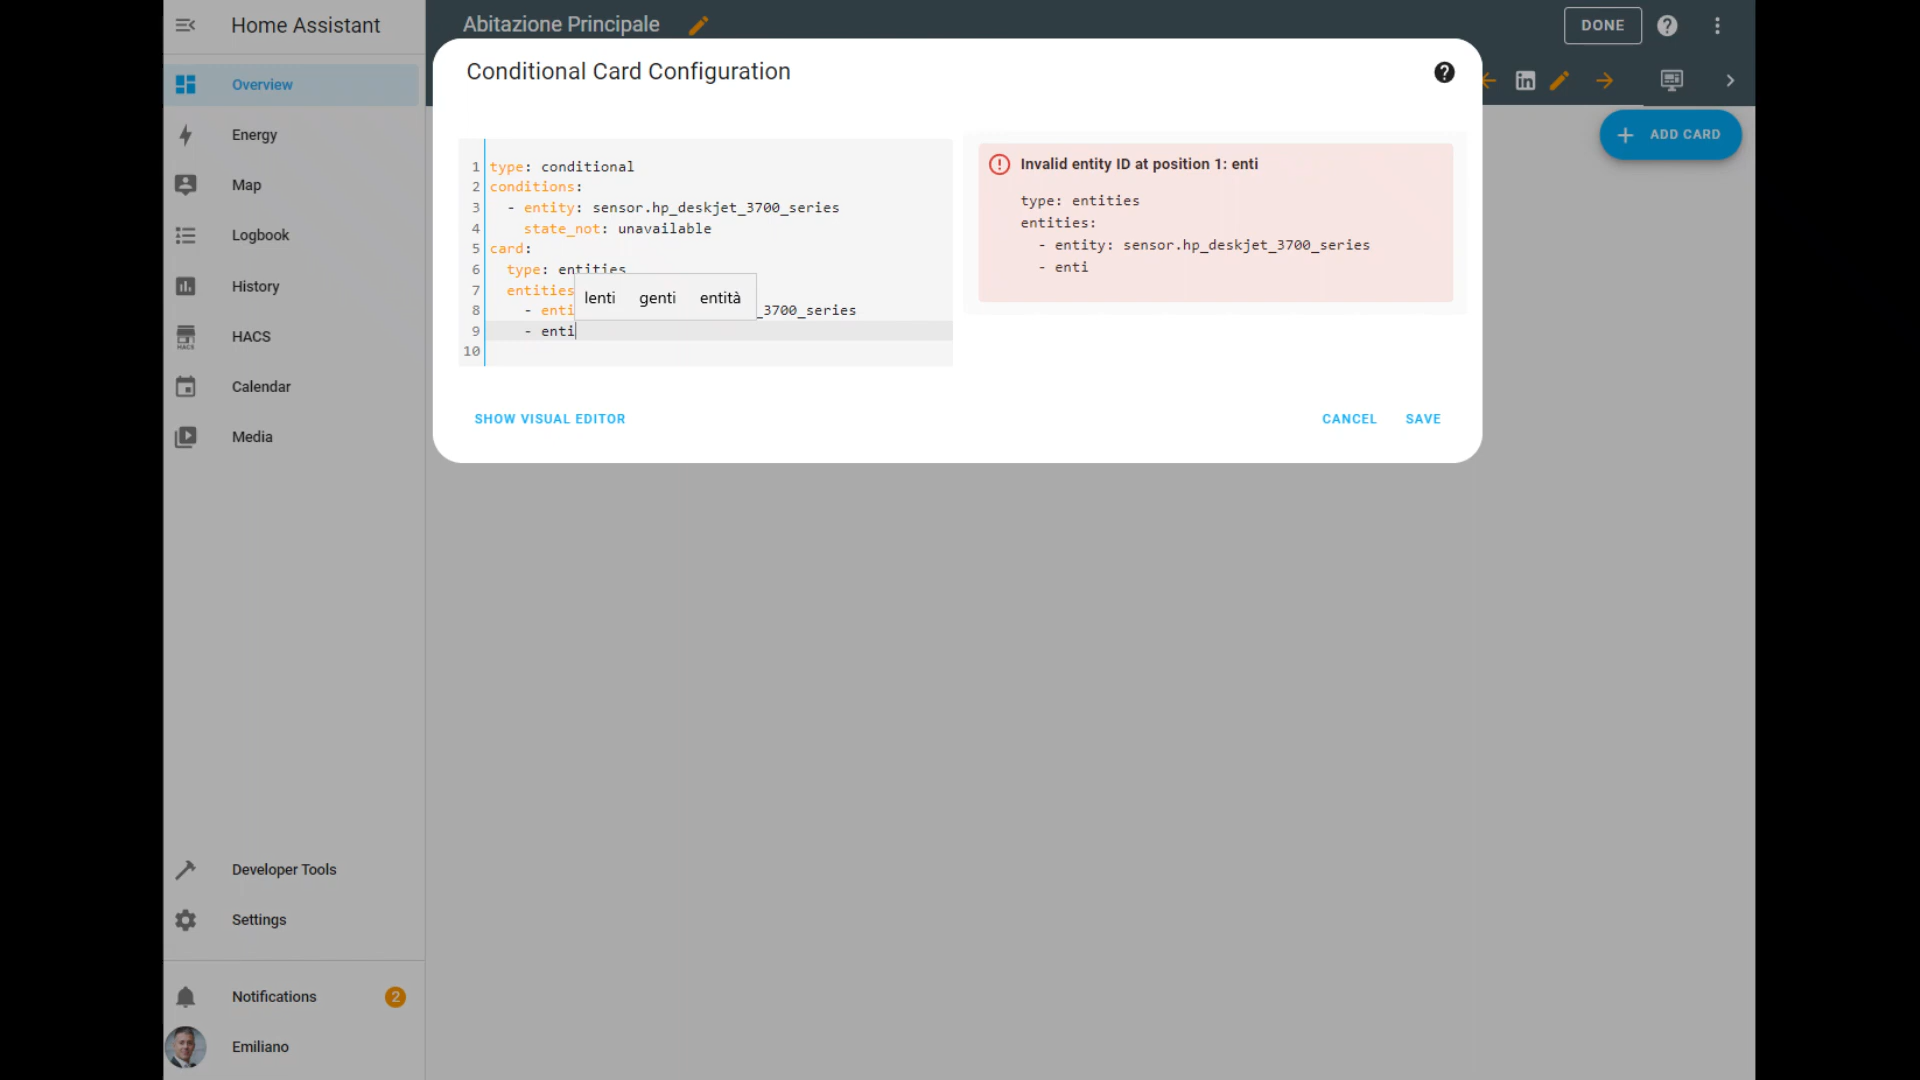 Home Assistant
Abitazione Principale
DONE
Overview
Energy
Map
Logbook
History
HACS
HACS
Calendar
Media
Developer Tools
Settings
Notifications
2
Emiliano
ADD CARD
Conditional Card Configuration
1 type: conditional
2 conditions:
3 - entity: sensor.hp_deskjet_3700_series
4 state_not: unavailable
5 card:
6 type: entities
7 entities
8 - enti _3700_series
9 - enti
10
lenti genti entità
Invalid entity ID at position 1: enti
type: entities
entities:
- entity: sensor.hp_deskjet_3700_series
- enti
SHOW VISUAL EDITOR
CANCEL SAVE